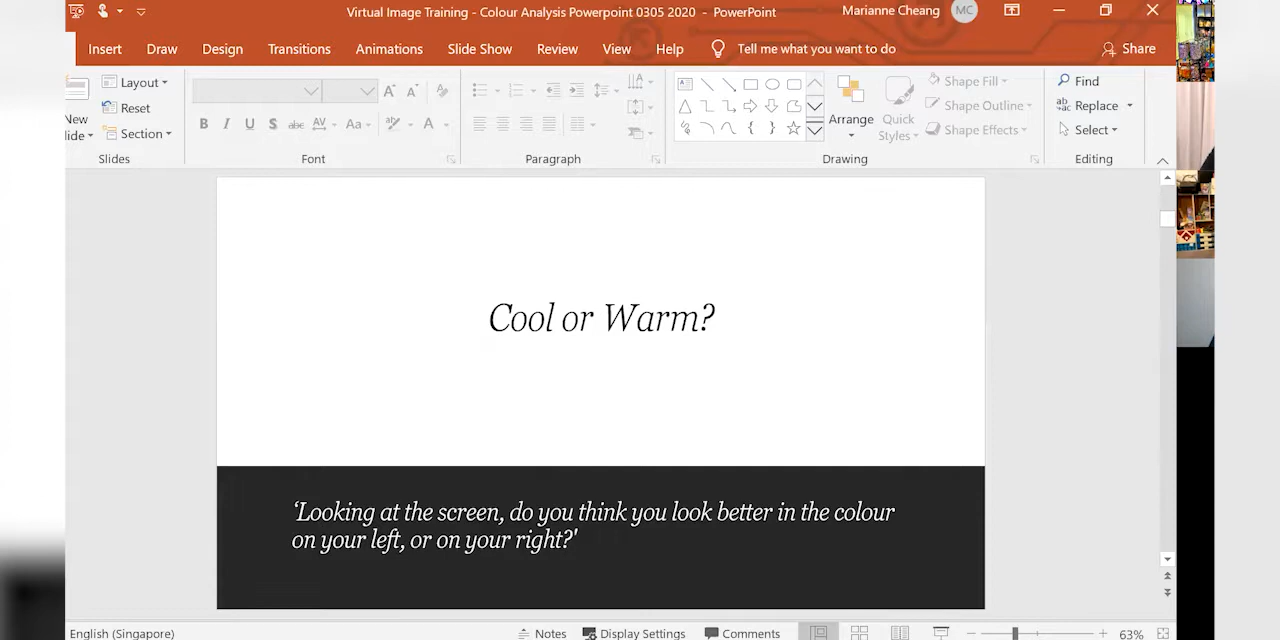 Virtual Image Training - Colour Analysis Powerpoint 0305 2020 - PowerPoint
Marianne Cheang
MC
Insert Draw Design Transitions Animations Slide Show Review View Help Tell me what you want to do Share
Layout
Reset
New
Section
Slides
B I U S abc AV Aa A
Font
Paragraph
Arrange
Quick
Styles
Shape Fill
Shape Outline
Shape Effects
Drawing
Find
Replace
Select
Editing
Cool or Warm?
‘Looking at the screen, do you think you look better in the colour
on your left, or on your right?'
English (Singapore)
Notes Display Settings Comments 63%